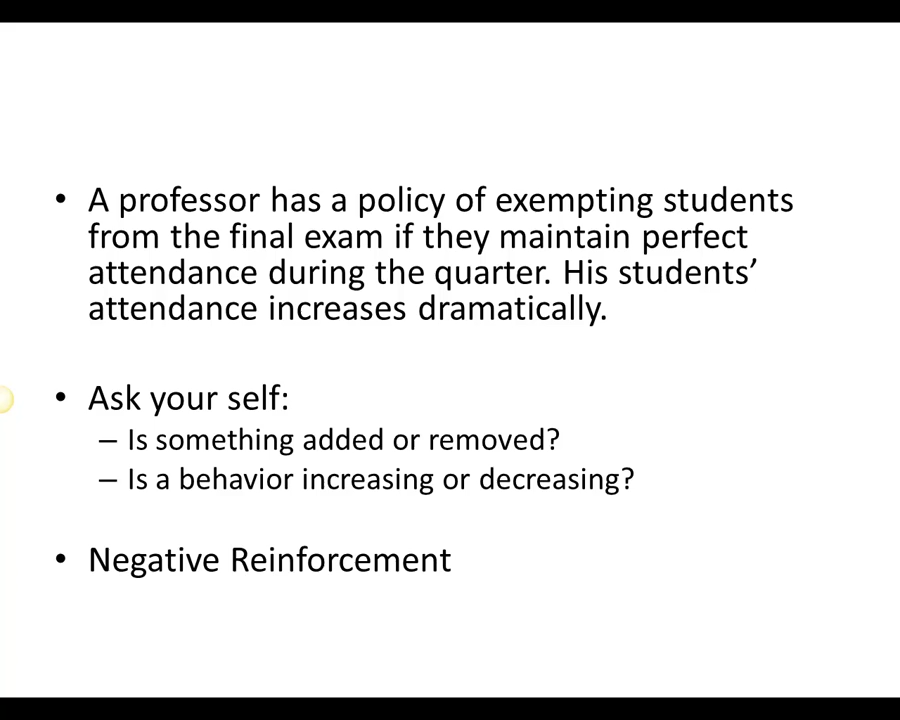 • A professor has a policy of exempting students
from the final exam if they maintain perfect
attendance during the quarter. His students’
attendance increases dramatically.
• Ask your self:
– Is something added or removed?
– Is a behavior increasing or decreasing?
• Negative Reinforcement